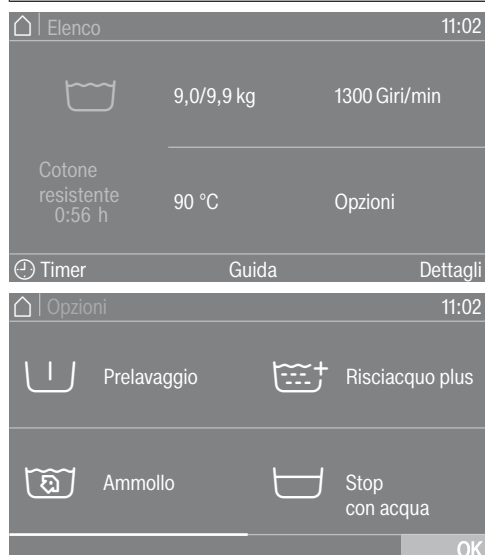 Elenco 11:02
9,0/9,9 kg 1300 Giri/min
Cotone
resistente
0:56 h
90 °C Opzioni
Timer Guida Dettagli
Opzioni 11:02
Prelavaggio Risciacquo plus
Ammollo Stop
con acqua
OK